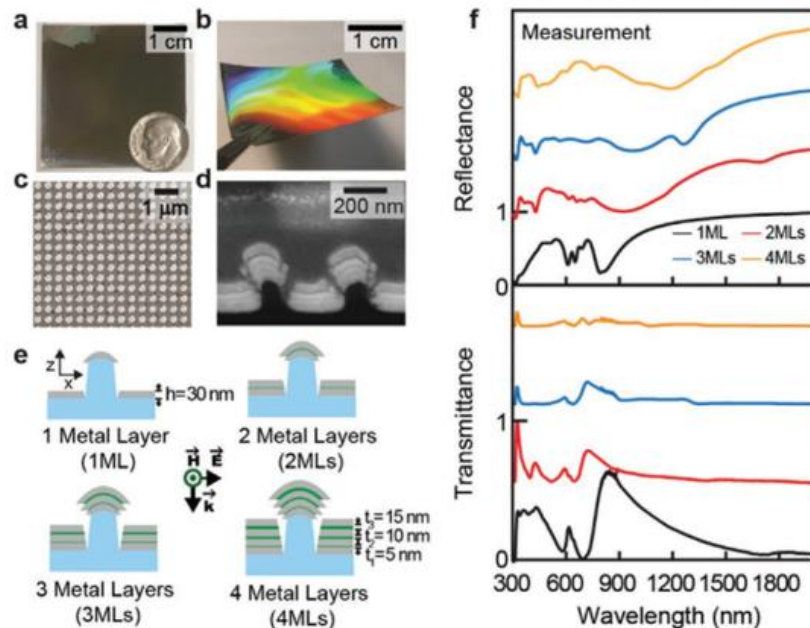 a
1 cm
b
1 cm
c
1 μm
d
200 nm
e
z
x
h=30 nm
1 Metal Layer
(1ML)
2 Metal Layers
(2MLs)
H
E
k
3 Metal Layers
(3MLs)
4 Metal Layers
(4MLs)
t₃=15 nm
t₂=10 nm
t₁=5 nm
f
Measurement
Reflectance
1
0
1ML
2MLs
3MLs
4MLs
Transmittance
1
0
300 600 900 1200 1500 1800
Wavelength (nm)